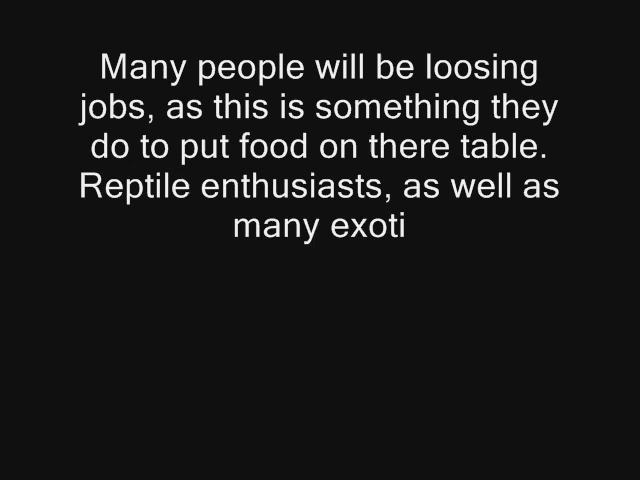 Many people will be loosing
jobs, as this is something they
do to put food on there table.
Reptile enthusiasts, as well as
many exoti